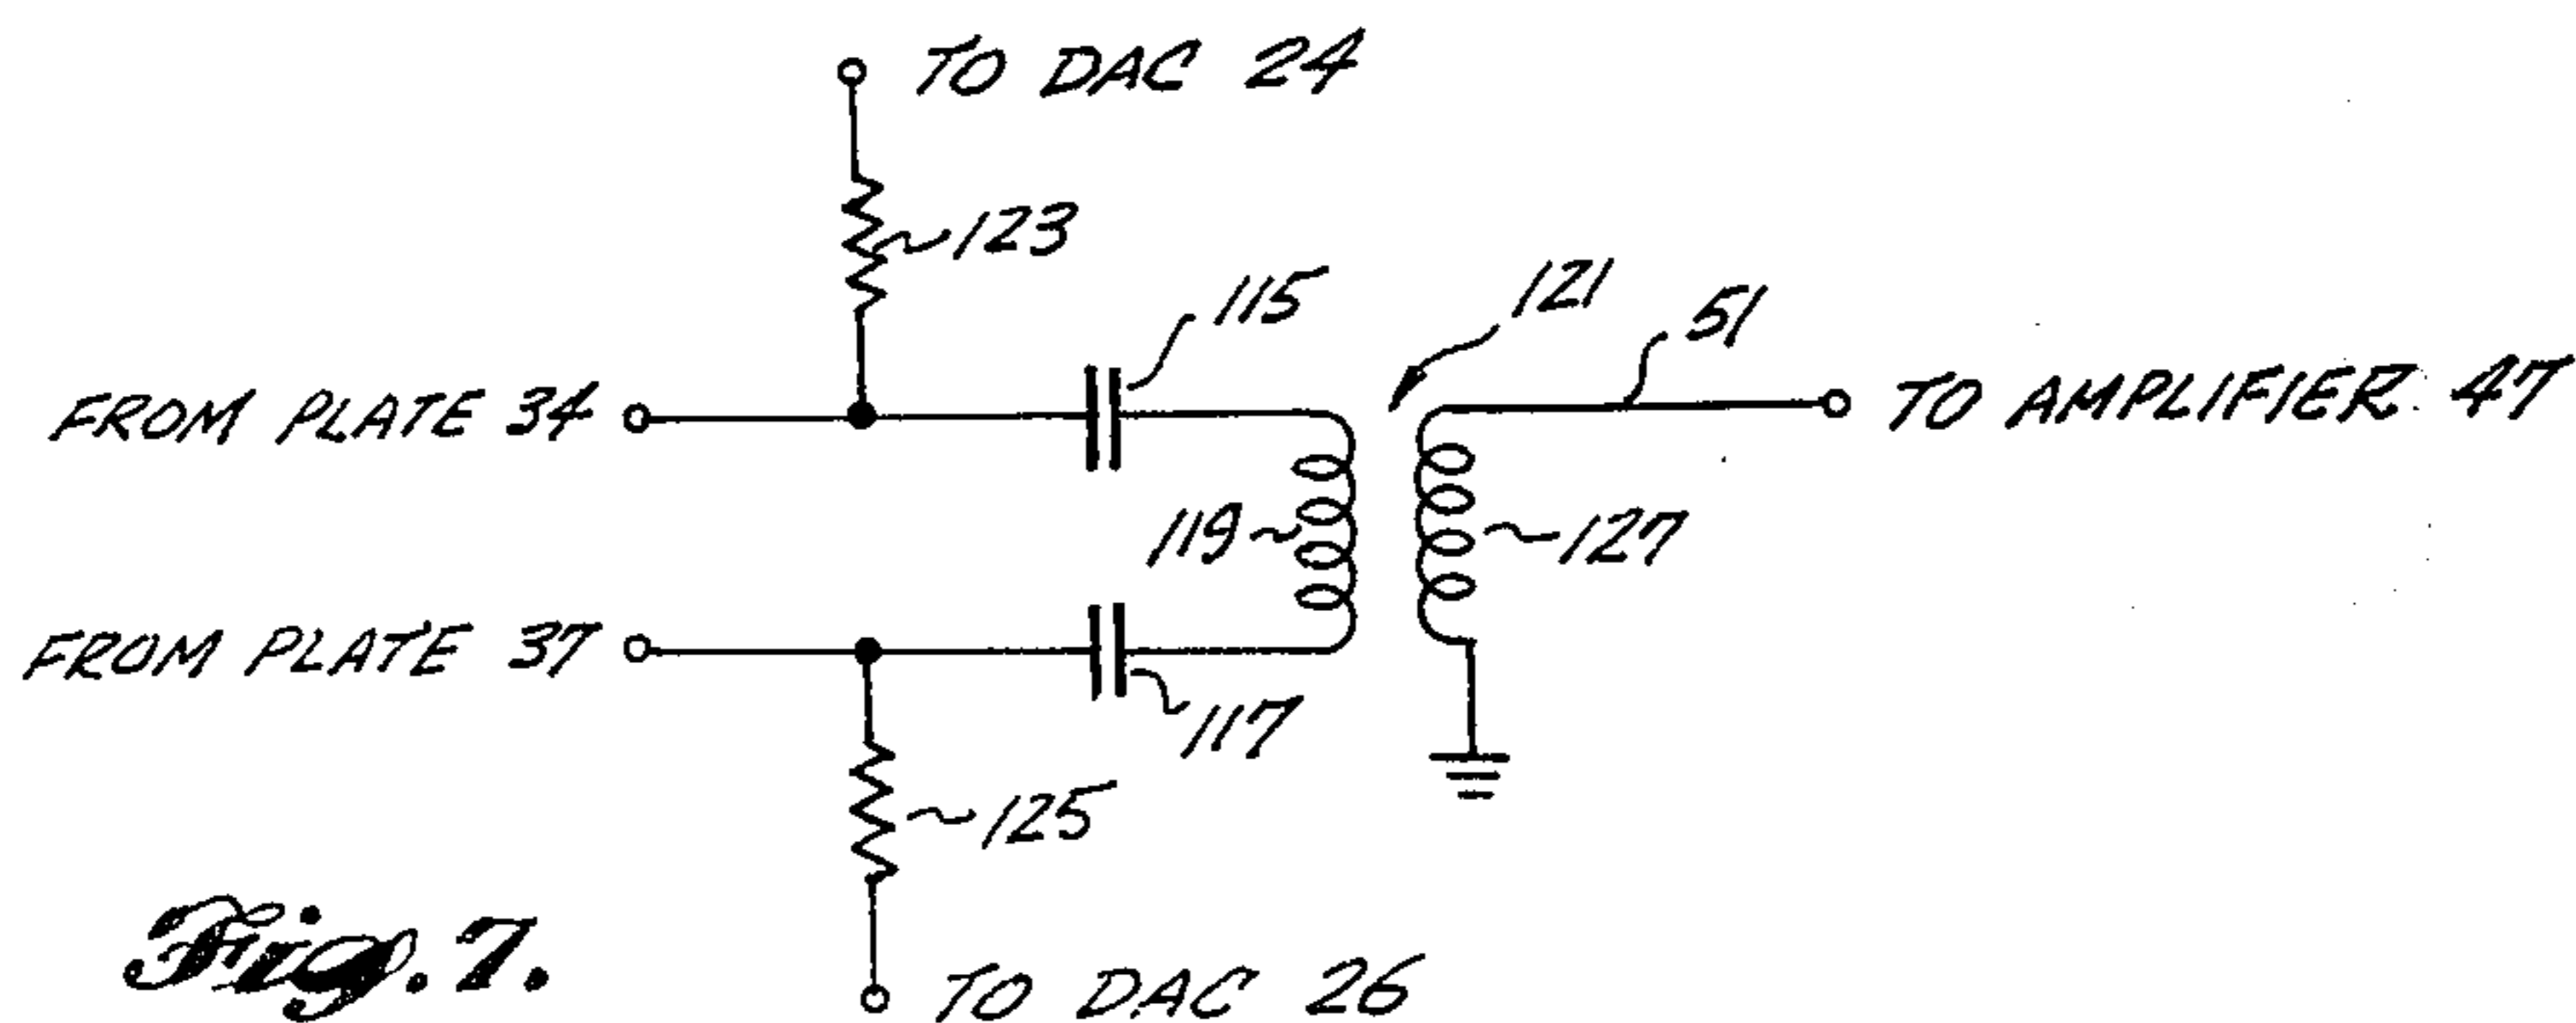 TO DAC 24
123
115
121
51
FROM PLATE 34
TO AMPLIFIER 47
119
127
FROM PLATE 37
117
125
Fig. 7.
TO DAC 26